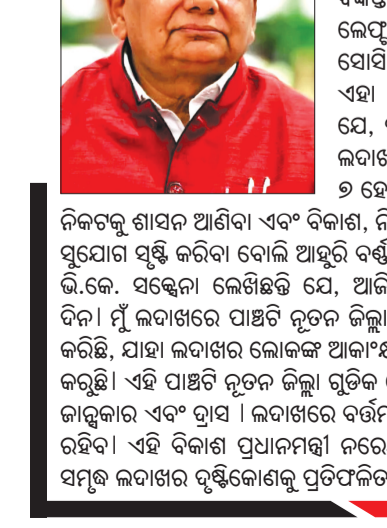 ଲେଫ୍ଟ
ସୋସି
ଏହା
ଯେ,
ଲଦାଖ
୭ ହେ
ନିକଟକୁ ଶାସନ ଆଣିବା ଏବଂ ବିକାଶ, ନି
ସୁଯୋଗ ସୃଷ୍ଟି କରିବା ବୋଲି ଆହୁରି ବର୍ଣ୍ଣ
ଭି.କେ. ସକ୍ସେନା ଲେଖିଛନ୍ତି ଯେ, ଆଜି
ଦିନ। ମୁଁ ଲଦାଖରେ ପାଞ୍ଚଟି ନୂତନ ଜିଲ୍ଲା
କରିଛି, ଯାହା ଲଦାଖର ଲୋକଙ୍କ ଆକାଂକ୍ଷ
କରୁଛି। ଏହି ପାଞ୍ଚଟି ନୂତନ ଜିଲ୍ଲା ଗୁଡିକ
ଜାନ୍ସ୍କାର ଏବଂ ଦ୍ରାସ । ଲଦାଖରେ ବର୍ତ୍ତମ
ରହିବ। ଏହି ବିକାଶ ପ୍ରଧାନମନ୍ତ୍ରୀ ନରେ
ସମୃଦ୍ଧ ଲଦାଖର ଦୃଷ୍ଟିକୋଣକୁ ପ୍ରତିଫଳିତ